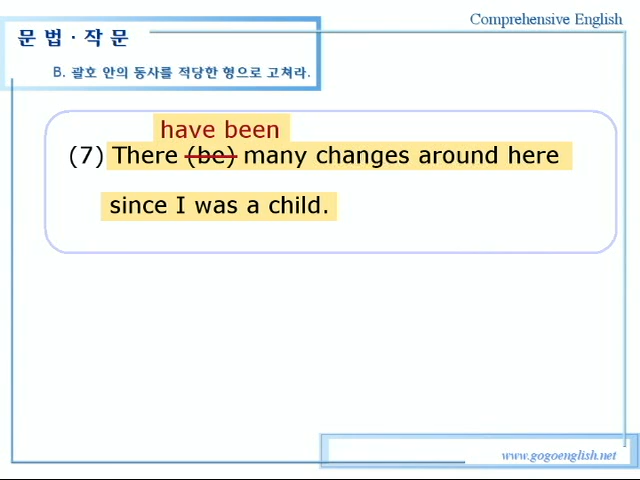 Comprehensive English
문 법 · 작 문
B. 괄호 안의 동사를 적당한 형으로 고쳐라.
have been
(7) There (be) many changes around here
since I was a child.
www.gogoenglish.net